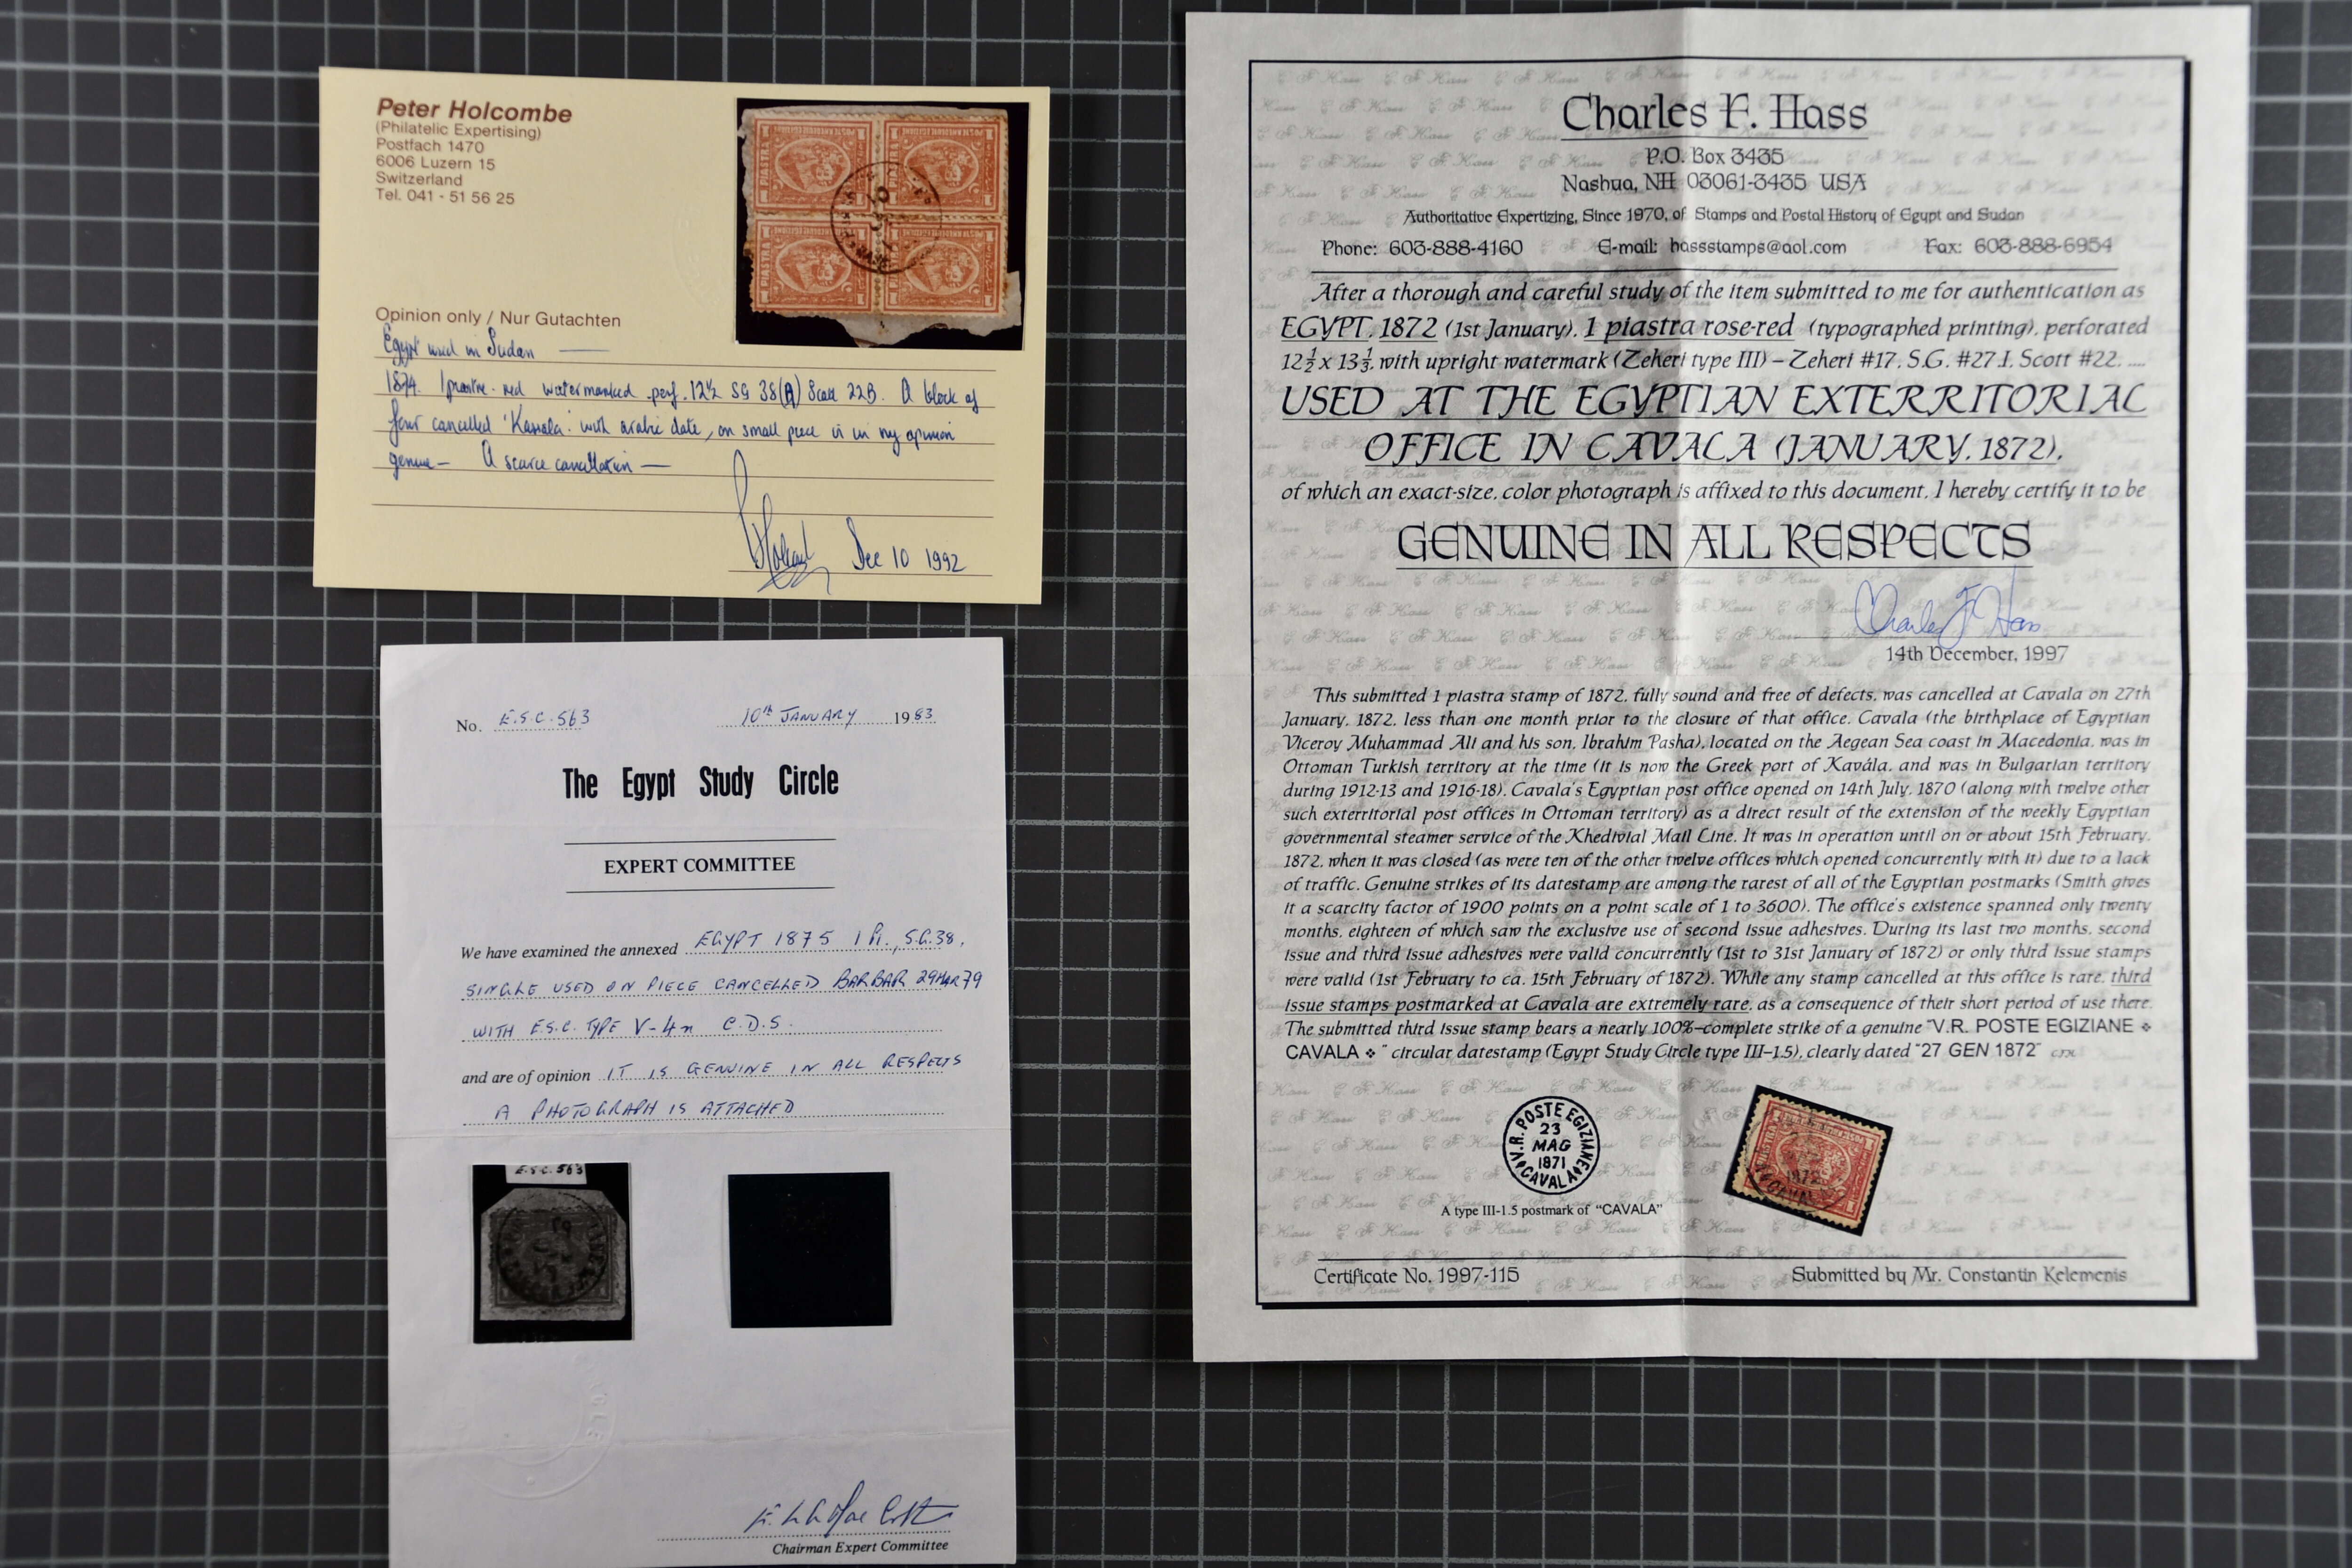 Peter Holcombe
(Philatelic Expertising)
Postfach 1470
6006 Luzern 15
Switzerland
Tel. 041 - 51 56 25
Opinion only / Nur Gutachten
Egypt used in Sudan —
1874. 1 piastre. red watermarked perf. 12½ SG 38(A) Scott 22B. A block of
four cancelled 'Kassala' with arabic date, on small piece is in my opinion
genuine — A scarce cancellation —
Dec 10 1992
No. E.S.C. 563 10th JANUARY 1983
The Egypt Study Circle
EXPERT COMMITTEE
We have examined the annexed EGYPT 1875 1 Pi., S.G.38,
SINGLE USED ON PIECE CANCELLED BARBAR 29 MAR 79
WITH E.S.C. TYPE V-4n C.D.S.
and are of opinion IT IS GENUINE IN ALL RESPECTS
A PHOTOGRAPH IS ATTACHED
E.S.C. 563
Chairman Expert Committee
Charles F. Hass
P.O. Box 3435
Nashua, NH 03061-3435 USA
Authoritative Expertizing, Since 1970, of Stamps and Postal History of Egypt and Sudan
Phone: 603-888-4160 E-mail: hassstamps@aol.com Fax: 603-888-6954
After a thorough and careful study of the item submitted to me for authentication as
EGYPT, 1872 (1st January), 1 piastra rose-red (typographed printing), perforated
12½ x 13⅓, with upright watermark (Zeheri type III) – Zeheri #17, S.G. #27.I, Scott #22, ....
USED AT THE EGYPTIAN EXTERRITORIAL
OFFICE IN CAVALA (JANUARY, 1872),
of which an exact-size, color photograph is affixed to this document, I hereby certify it to be
GENUINE IN ALL RESPECTS
Charles F. Hass
14th December, 1997
This submitted 1 piastra stamp of 1872, fully sound and free of defects, was cancelled at Cavala on 27th
January, 1872, less than one month prior to the closure of that office. Cavala (the birthplace of Egyptian
Viceroy Muhammad Ali and his son, Ibrahim Pasha), located on the Aegean Sea coast in Macedonia, was in
Ottoman Turkish territory at the time (it is now the Greek port of Kavála, and was in Bulgarian territory
during 1912-13 and 1916-18). Cavala's Egyptian post office opened on 14th July, 1870 (along with twelve other
such exterritorial post offices in Ottoman territory) as a direct result of the extension of the weekly Egyptian
governmental steamer service of the Khedivial Mail Line. It was in operation until on or about 15th February,
1872, when it was closed (as were ten of the other twelve offices which opened concurrently with it) due to a lack
of traffic. Genuine strikes of its datestamp are among the rarest of all of the Egyptian postmarks (Smith gives
it a scarcity factor of 1900 points on a point scale of 1 to 3600). The office's existence spanned only twenty
months, eighteen of which saw the exclusive use of second issue adhesives. During its last two months, second
issue and third issue adhesives were valid concurrently (1st to 31st January of 1872) or only third issue stamps
were valid (1st February to ca. 15th February of 1872). While any stamp cancelled at this office is rare, third
issue stamps postmarked at Cavala are extremely rare, as a consequence of their short period of use there.
The submitted third issue stamp bears a nearly 100%-complete strike of a genuine "V.R. POSTE EGIZIANE ❖
CAVALA ❖" circular datestamp (Egypt Study Circle type III-1.5), clearly dated "27 GEN 1872" CFH
V.R. POSTE EGIZIANE
23
MAG
1871
CAVALA
1872
A type III-1.5 postmark of "CAVALA"
Certificate No. 1997-115 Submitted by Mr. Constantin Kelemenis